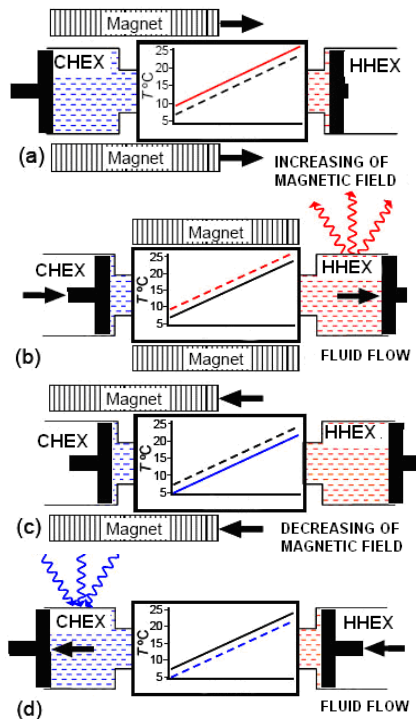 Magnet
CHEX
HHEX
T °C
25
20
15
10
5
(a)
Magnet
INCREASING OF
MAGNETIC FIELD
Magnet
CHEX
HHEX
T °C
25
20
15
10
5
(b)
Magnet
FLUID FLOW
Magnet
CHEX
HHEX
T °C
25
20
15
10
5
(c)
Magnet
DECREASING OF
MAGNETIC FIELD
CHEX
HHEX
T °C
25
20
15
10
5
(d)
FLUID FLOW